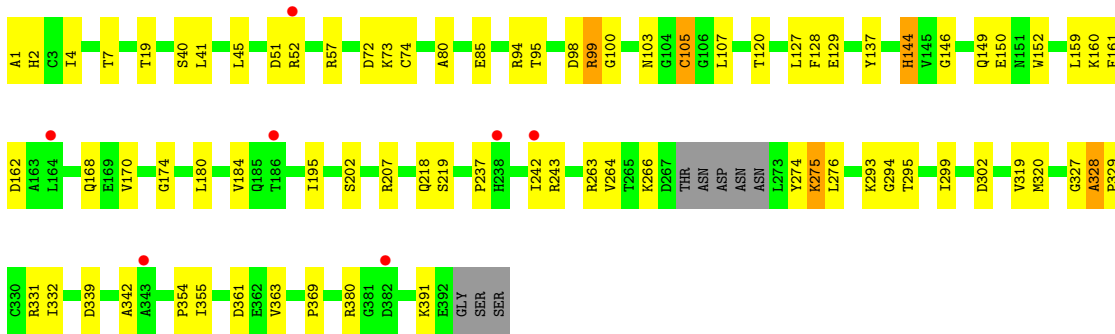 A1 H2 C3 I4 T7 T19 S40 L41 L45 D51 R52 R57 D72 K73 C74 A80 E85 R94 T95 D98 R99 G100 N103 G104 C105 G106 L107 T120 L127 F128 E129 Y137 H144 V145 G146 Q149 E150 N151 W152 L159 K160 E161
D162 A163 L164 Q168 E169 V170 G174 L180 V184 Q185 T186 I195 S202 R207 Q218 S219 P237 H238 I242 R243 R263 V264 T265 K266 D267 THR ASN ASP ASN ASN L273 Y274 K275 L276 K293 G294 T295 I299 D302 V319 M320 G327 A328 P329
C330 R331 I332 D339 A342 A343 P354 I355 D361 E362 V363 P369 R380 G381 D382 K391 E392 GLY SER SER